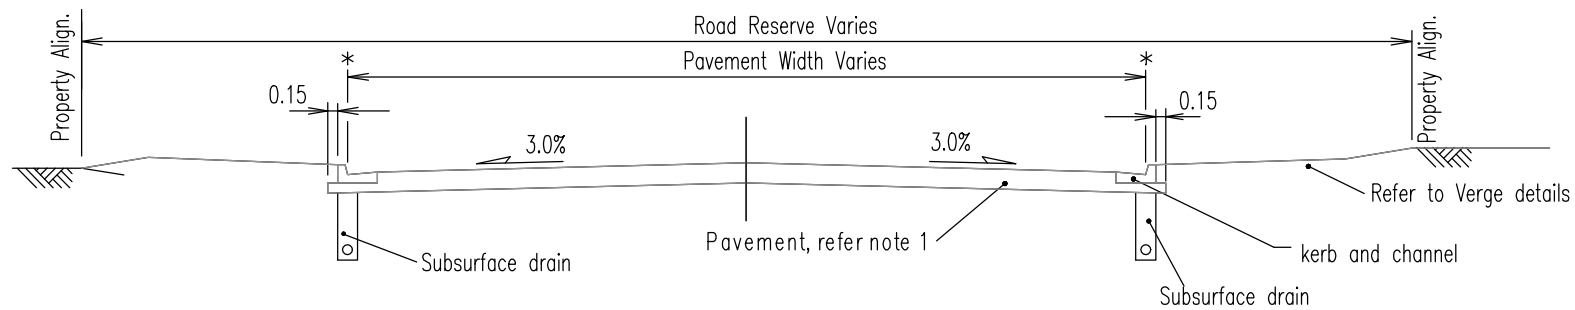 Road Reserve Varies
Property Align.
Property Align.
*
Pavement Width Varies
*
0.15
0.15
3.0%
3.0%
Refer to Verge details
Pavement, refer note 1
kerb and channel
Subsurface drain
Subsurface drain